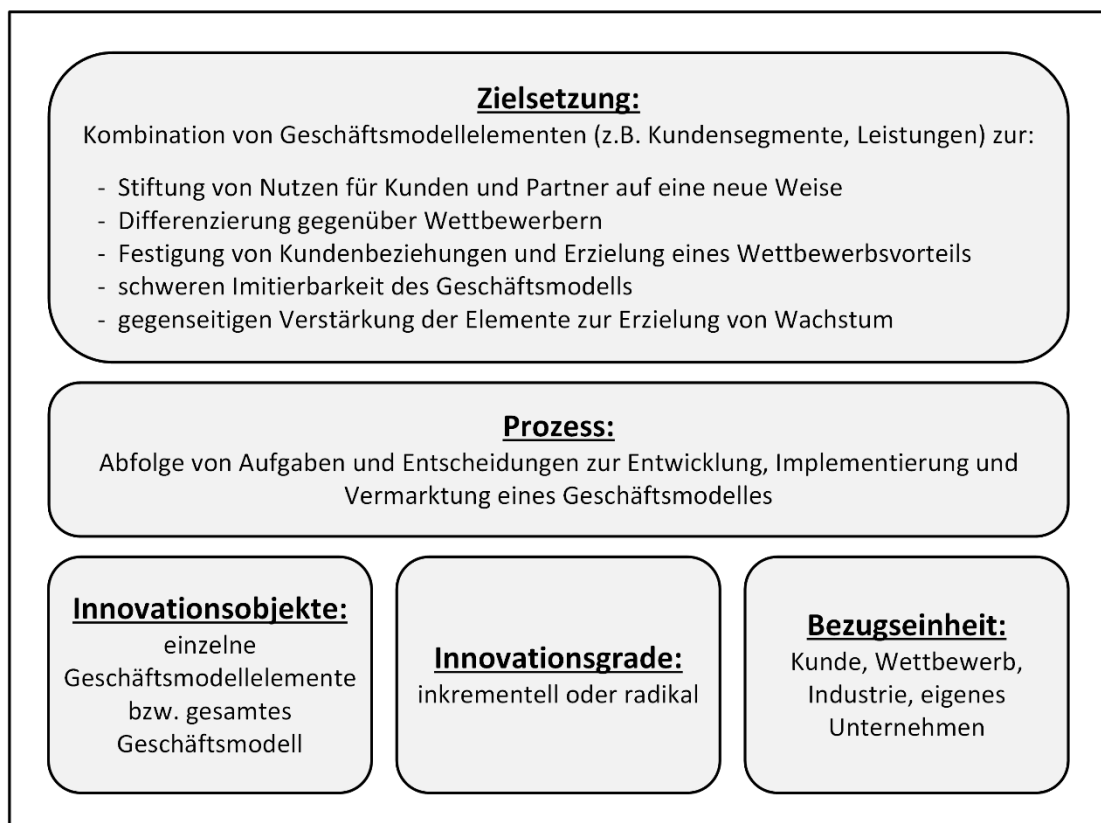 Zielsetzung:
Kombination von Geschäftsmodellelementen (z.B. Kundensegmente, Leistungen) zur:
- Stiftung von Nutzen für Kunden und Partner auf eine neue Weise
- Differenzierung gegenüber Wettbewerbern
- Festigung von Kundenbeziehungen und Erzielung eines Wettbewerbsvorteils
- schweren Imitierbarkeit des Geschäftsmodells
- gegenseitigen Verstärkung der Elemente zur Erzielung von Wachstum
Prozess:
Abfolge von Aufgaben und Entscheidungen zur Entwicklung, Implementierung und
Vermarktung eines Geschäftsmodelles
Innovationsobjekte:
einzelne
Geschäftsmodellelemente
bzw. gesamtes
Geschäftsmodell
Innovationsgrade:
inkrementell oder radikal
Bezugseinheit:
Kunde, Wettbewerb,
Industrie, eigenes
Unternehmen